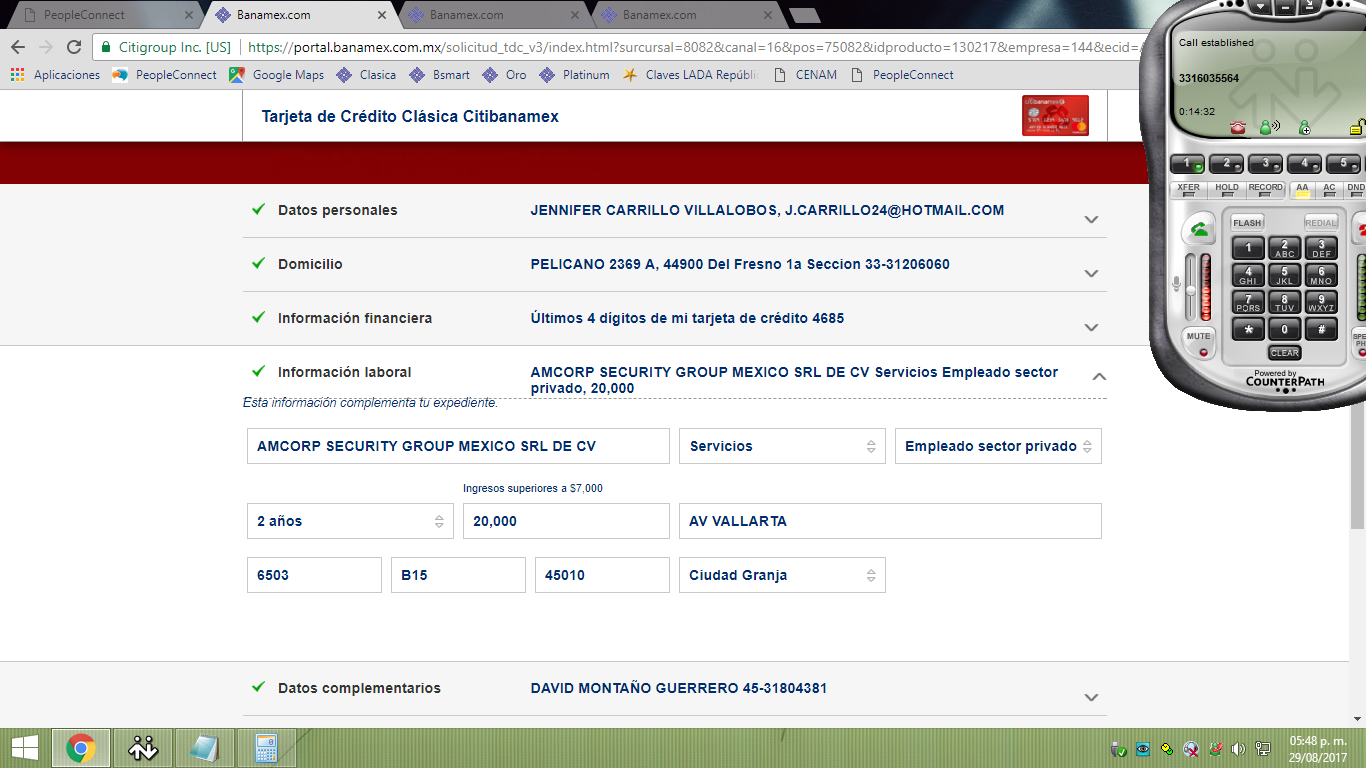 PeopleConnect
Banamex.com
Banamex.com
Banamex.com
Citigroup Inc. [US]
https://portal.banamex.com.mx/solicitud_tdc_v3/index.html?surcursal=8082&canal=16&pos=75082&idproducto=130217&empresa=144&ecid=
Aplicaciones PeopleConnect Google Maps Clasica Bsmart Oro Platinum Claves LADA Repúblic CENAM PeopleConnect
Tarjeta de Crédito Clásica Citibanamex
Datos personales JENNIFER CARRILLO VILLALOBOS, J.CARRILLO24@HOTMAIL.COM
Domicilio PELICANO 2369 A, 44900 Del Fresno 1a Seccion 33-31206060
Información financiera Últimos 4 dígitos de mi tarjeta de crédito 4685
Información laboral AMCORP SECURITY GROUP MEXICO SRL DE CV Servicios Empleado sector
privado, 20,000
Esta información complementa tu expediente.
AMCORP SECURITY GROUP MEXICO SRL DE CV Servicios Empleado sector privado
Ingresos superiores a $7,000
2 años 20,000 AV VALLARTA
6503 B15 45010 Ciudad Granja
Datos complementarios DAVID MONTAÑO GUERRERO 45-31804381
Call established
3316035564
0:14:32
1 2 3 4 5
XFER HOLD RECORD AA AC DND
FLASH REDIAL
1 2 ABC 3 DEF
4 GHI 5 JKL 6 MNO
7 PQRS 8 TUV 9 WXYZ
* 0 #
MUTE
CLEAR
Powered by
COUNTERPATH
05:48 p. m.
29/08/2017